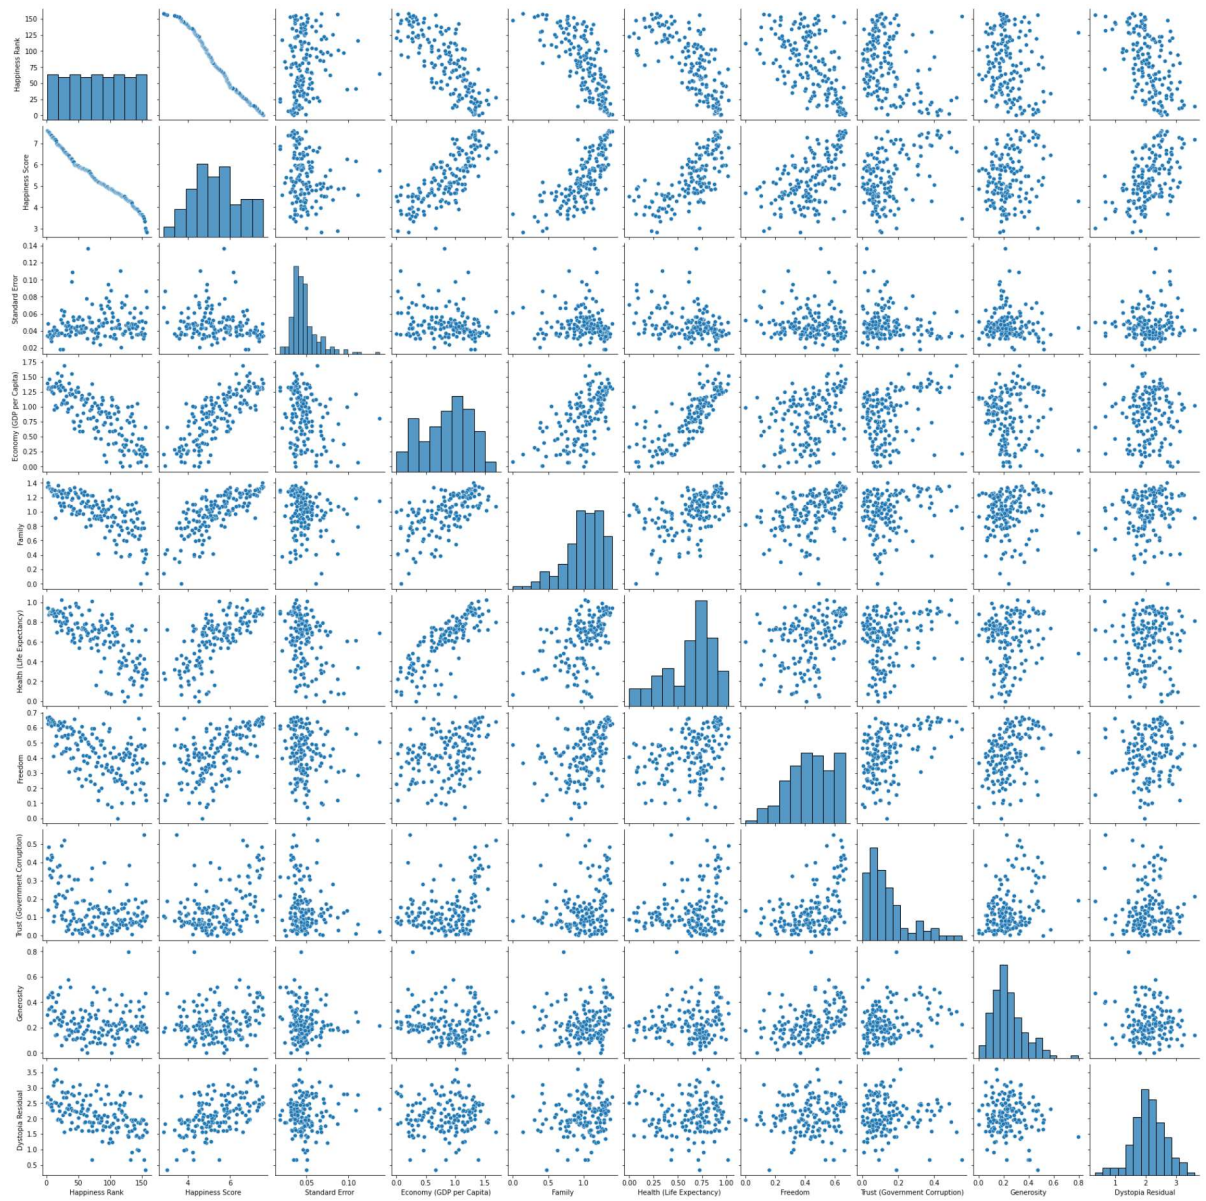 Happiness Rank
150
125
100
75
50
25
0
Happiness Score
7
6
5
4
3
Standard Error
0.14
0.12
0.10
0.08
0.06
0.04
0.02
Economy (GDP per Capita)
1.75
1.50
1.25
1.00
0.75
0.50
0.25
0.00
Family
1.4
1.2
1.0
0.8
0.6
0.4
0.2
0.0
Health (Life Expectancy)
1.0
0.8
0.6
0.4
0.2
0.0
Freedom
0.7
0.6
0.5
0.4
0.3
0.2
0.1
0.0
Trust (Government Corruption)
0.5
0.4
0.3
0.2
0.1
0.0
Generosity
0.8
0.6
0.4
0.2
0.0
Dystopia Residual
3.5
3.0
2.5
2.0
1.5
1.0
0.5
0 50 100 150
4 6
0.05 0.10
0.0 0.5 1.0 1.5
0.0 0.5 1.0
0.00 0.25 0.50 0.75 1.00
0.0 0.2 0.4 0.6
0.0 0.2 0.4
0.0 0.2 0.4 0.6 0.8
1 2 3
Happiness Rank
Happiness Score
Standard Error
Economy (GDP per Capita)
Family
Health (Life Expectancy)
Freedom
Trust (Government Corruption)
Generosity
Dystopia Residual